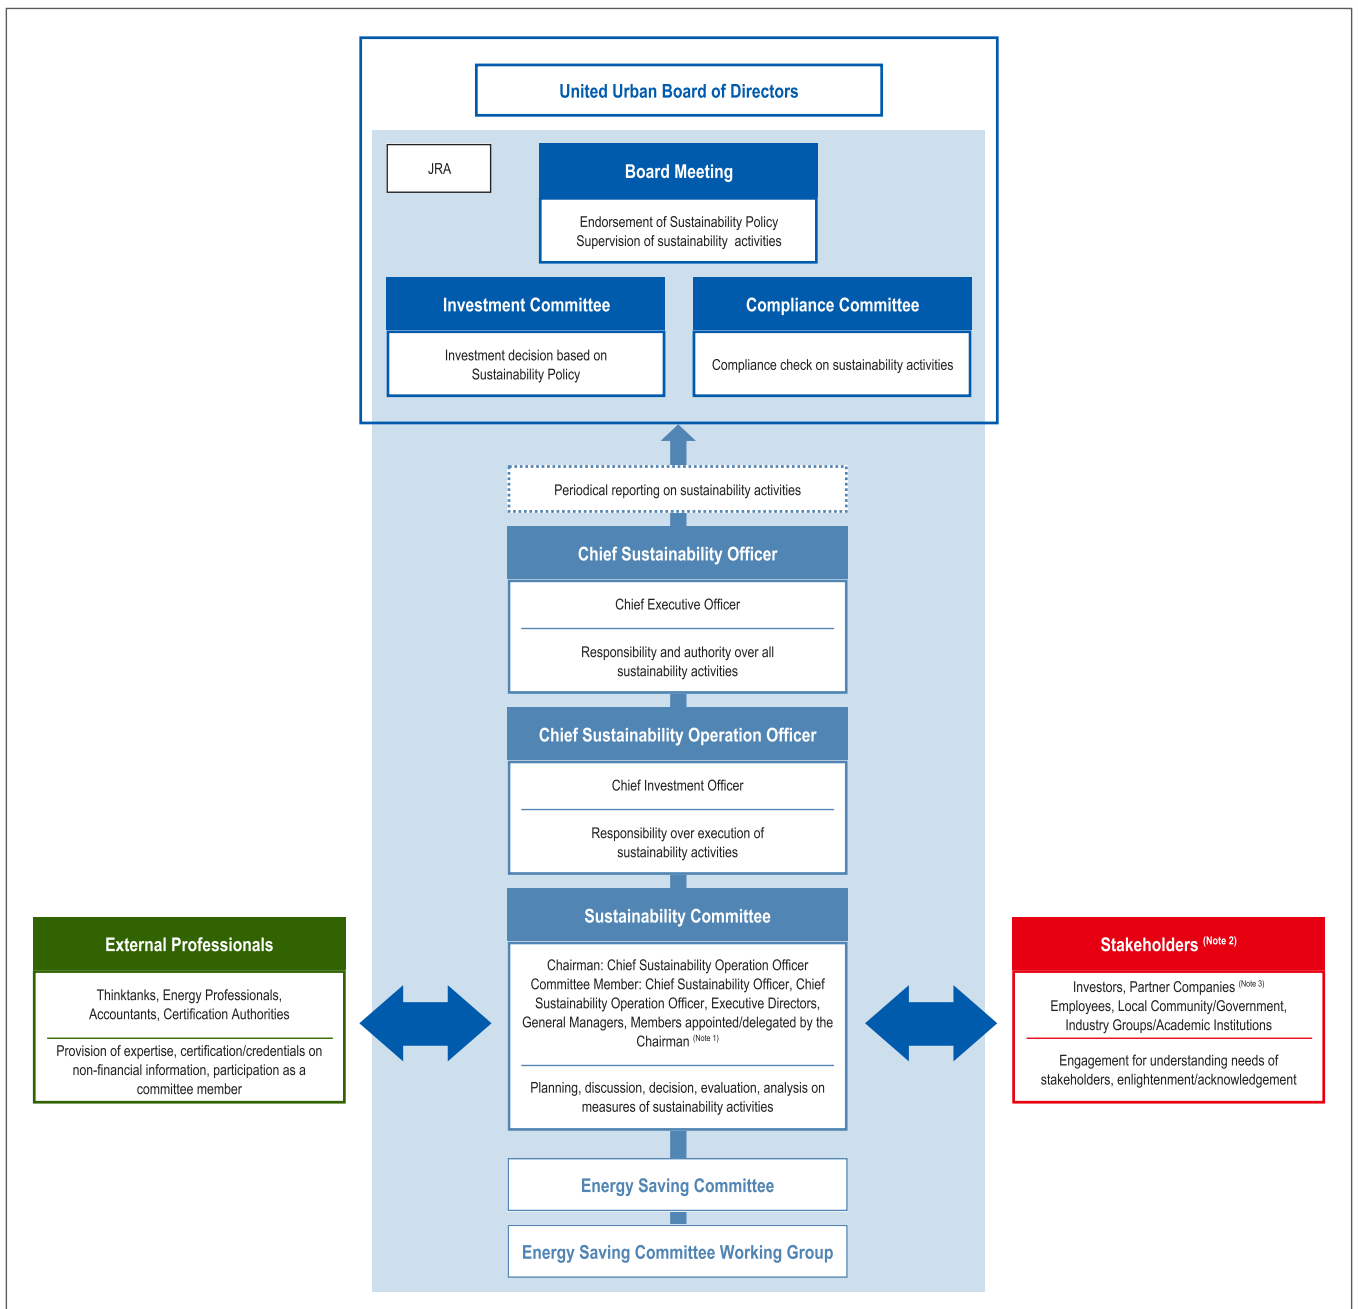 United Urban Board of Directors
JRA
Board Meeting
Endorsement of Sustainability Policy
Supervision of sustainability activities
Investment Committee
Investment decision based on
Sustainability Policy
Compliance Committee
Compliance check on sustainability activities
Periodical reporting on sustainability activities
Chief Sustainability Officer
Chief Executive Officer
Responsibility and authority over all
sustainability activities
Chief Sustainability Operation Officer
Chief Investment Officer
Responsibility over execution of
sustainability activities
External Professionals
Thinktanks, Energy Professionals,
Accountants, Certification Authorities
Provision of expertise, certification/credentials on
non-financial information, participation as a
committee member
Sustainability Committee
Chairman: Chief Sustainability Operation Officer
Committee Member: Chief Sustainability Officer, Chief
Sustainability Operation Officer, Executive Directors,
General Managers, Members appointed/delegated by the
Chairman (Note 1)
Planning, discussion, decision, evaluation, analysis on
measures of sustainability activities
Stakeholders (Note 2)
Investors, Partner Companies (Note 3)
Employees, Local Community/Government,
Industry Groups/Academic Institutions
Engagement for understanding needs of
stakeholders, enlightenment/acknowledgement
Energy Saving Committee
Energy Saving Committee Working Group